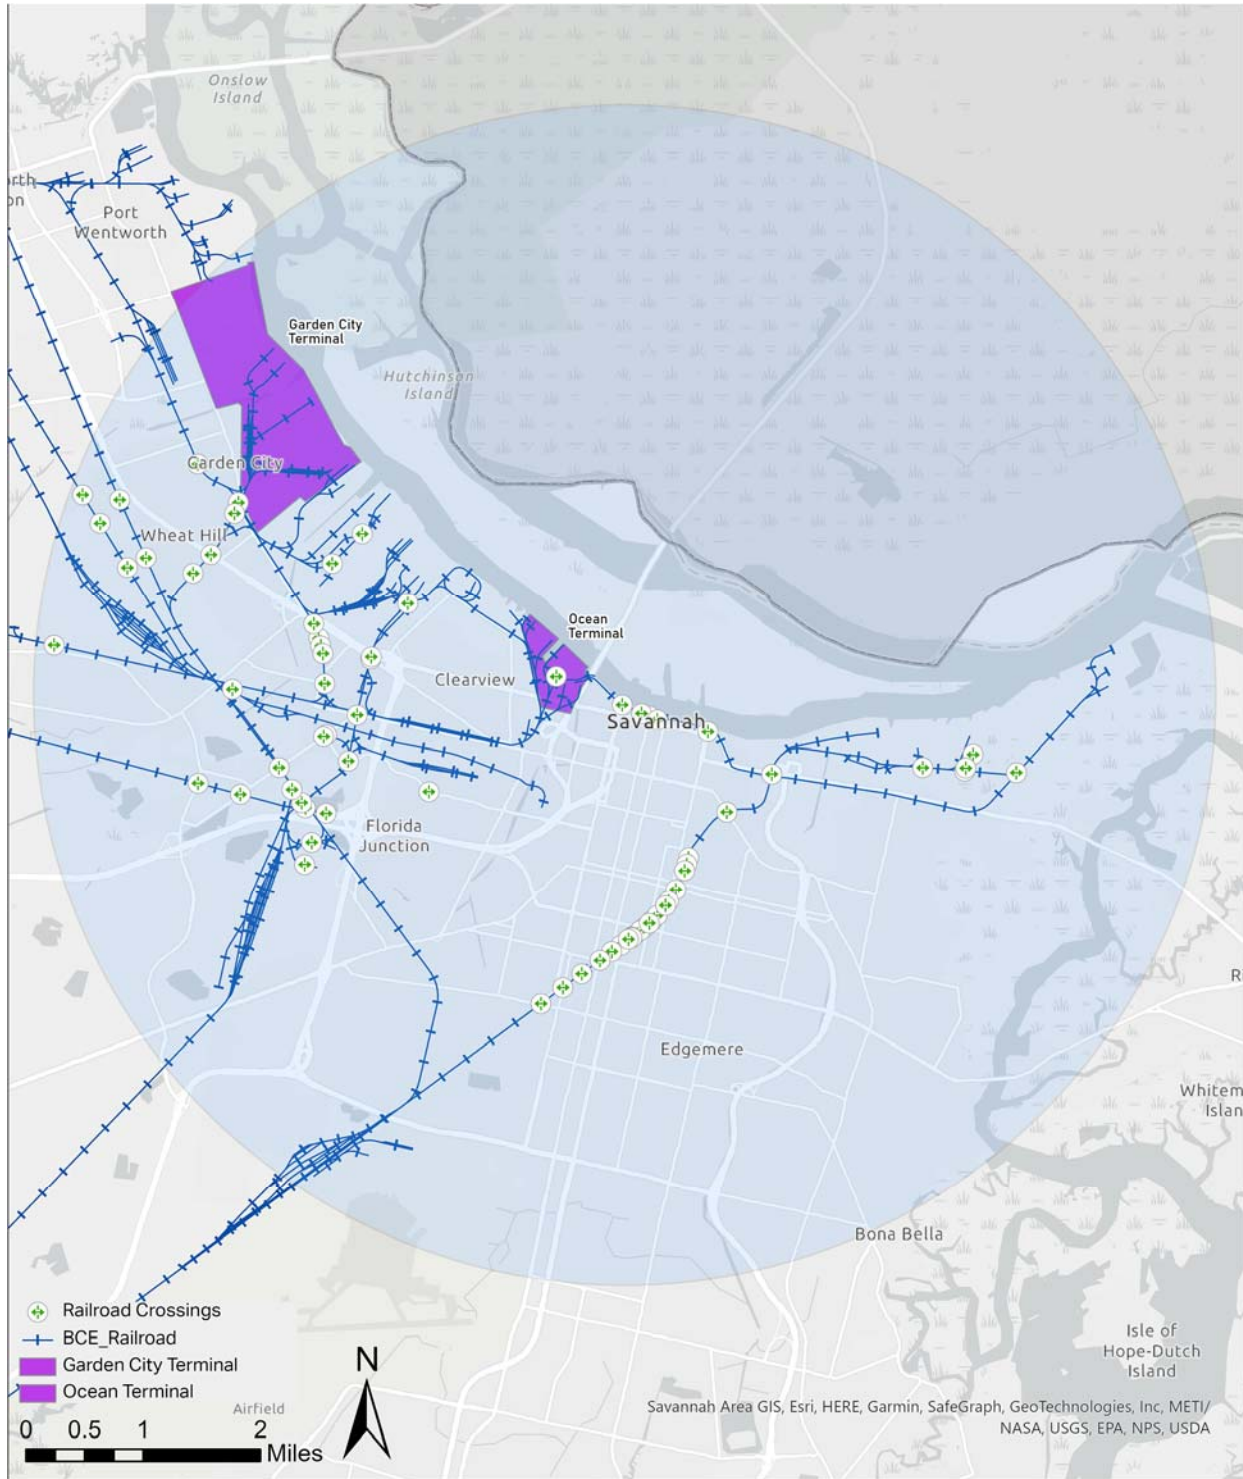 Onslow
Island
orth
on
Port
Wentworth
Garden City
Terminal
Hutchinson
Island
Garden City
Wheat Hill
Ocean
Terminal
Clearview
Savannah
Florida
Junction
R
Edgemere
Whitem
Islan
Bona Bella
Railroad Crossings
BCE_Railroad
Garden City Terminal
Ocean Terminal
N
Isle of
Hope-Dutch
Island
Airfield
0 0.5 1 2
Miles
Savannah Area GIS, Esri, HERE, Garmin, SafeGraph, GeoTechnologies, Inc, METI/
NASA, USGS, EPA, NPS, USDA